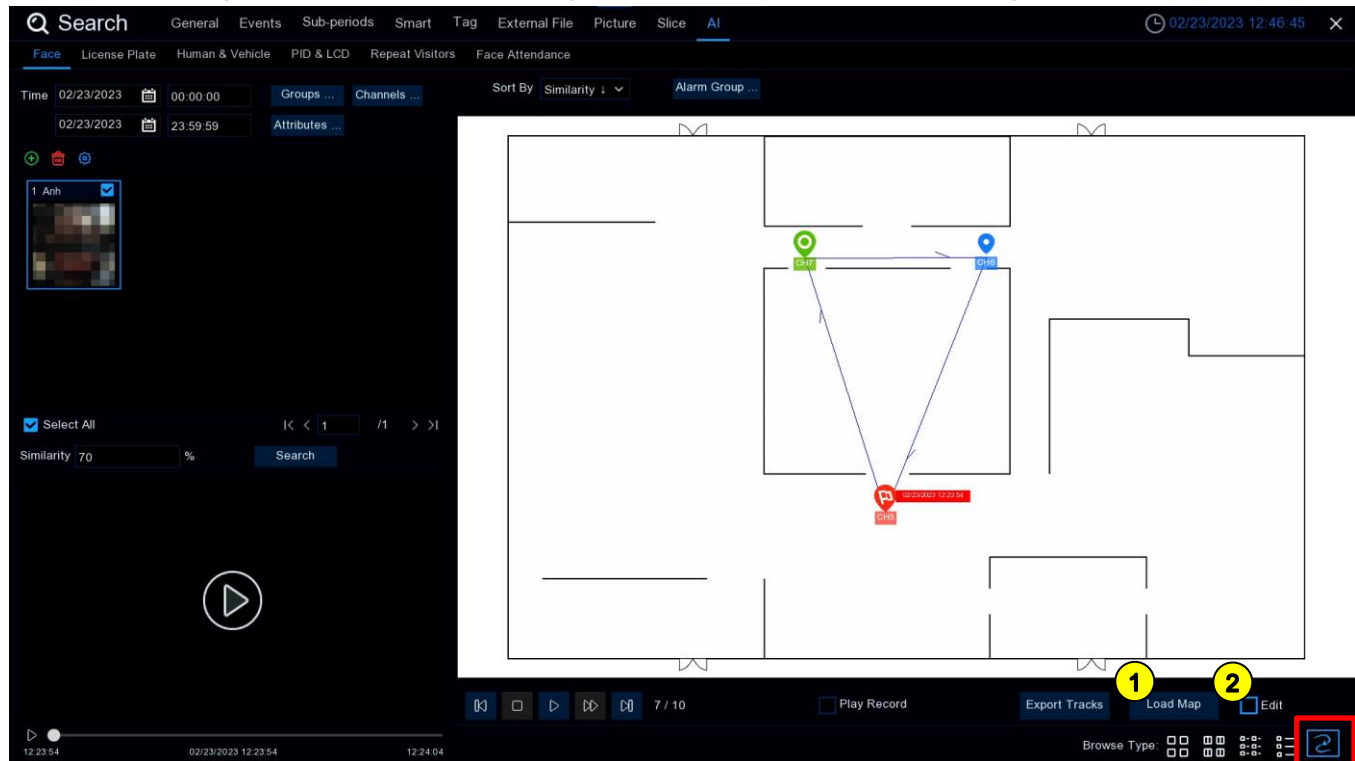 Search General Events Sub-periods Smart Tag External File Picture Slice AI 02/23/2023 12:46:45
Face License Plate Human & Vehicle PID & LCD Repeat Visitors Face Attendance
Time 02/23/2023 00:00:00 Groups ... Channels ... Sort By Similarity ↓ Alarm Group ...
02/23/2023 23:59:59 Attributes ...
1 Anh
CH7 CH6
Select All 1 /1
Similarity 70 % Search
02/23/2023 12:23:54
CH5
1 2
7 / 10 Play Record Export Tracks Load Map Edit
12:23:54 02/23/2023 12:23:54 12:24:04
Browse Type: